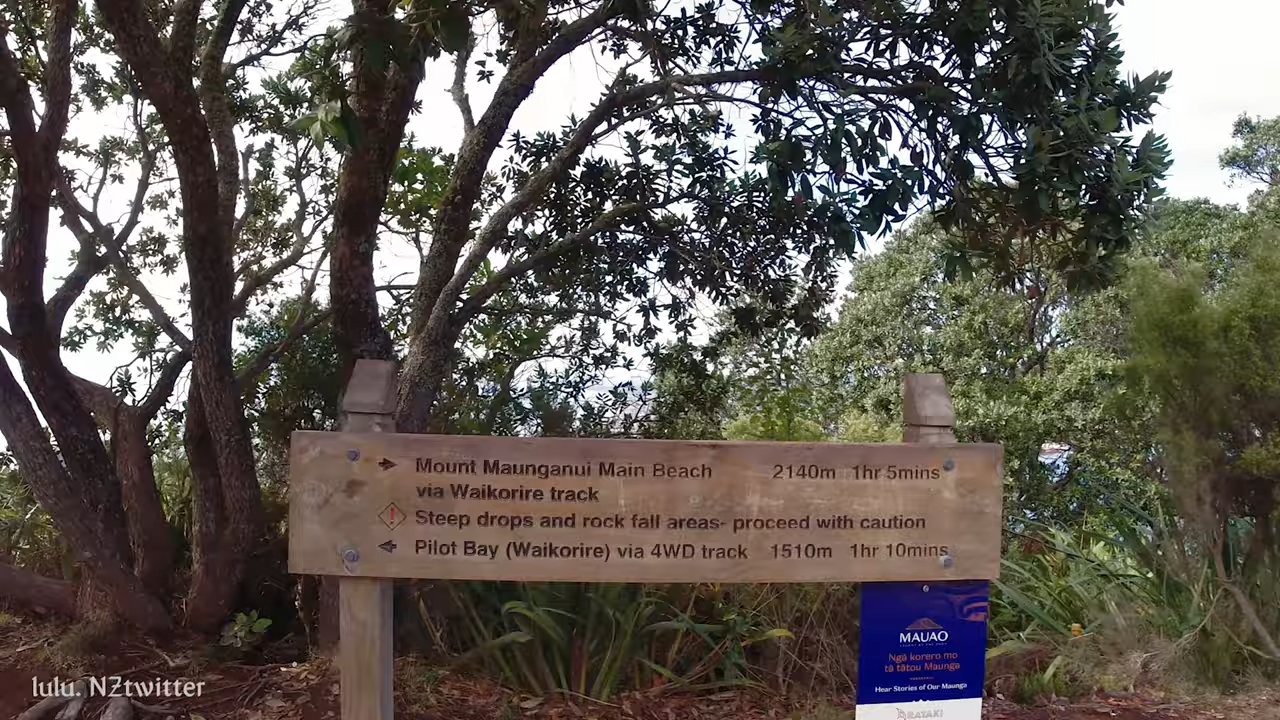 Mount Maunganui Main Beach 2140m 1hr 5mins
via Waikorire track
Steep drops and rock fall areas- proceed with caution
Pilot Bay (Waikorire) via 4WD track 1510m 1hr 10mins
MAUAO
Ngā korero mo
tā tātou Maunga
Hear Stories of Our Maunga
ARATAKI
lulu. NZtwitter